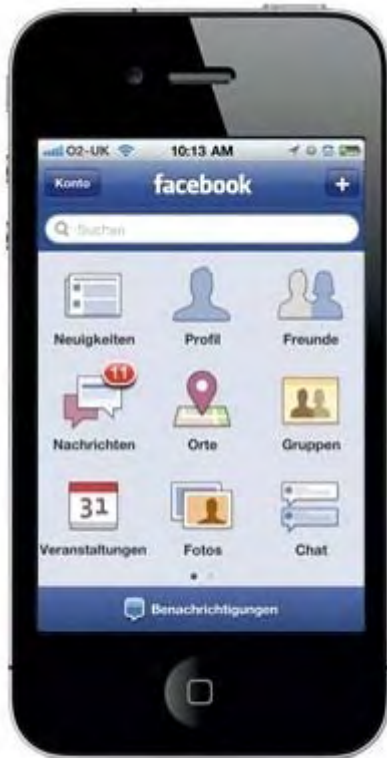 O2-UK 10:13 AM
Konto facebook +
Suchen
Neuigkeiten Profil Freunde
11
Nachrichten Orte Gruppen
31
Veranstaltungen Fotos Chat
Benachrichtigungen